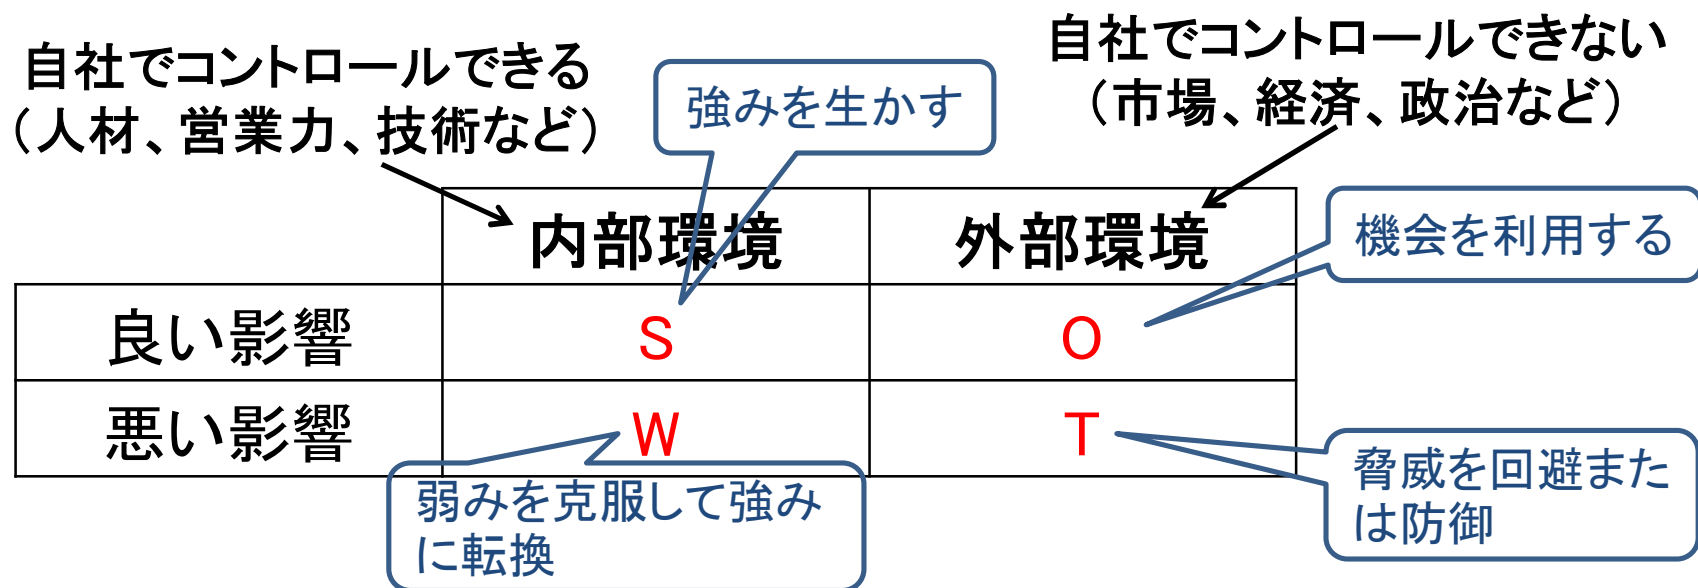 自社でコントロールできる
（人材、営業力、技術など）
自社でコントロールできない
（市場、経済、政治など）
強みを生かす
内部環境
外部環境
機会を利用する
良い影響
S
O
悪い影響
W
T
弱みを克服して強み
に転換
脅威を回避また
は防御